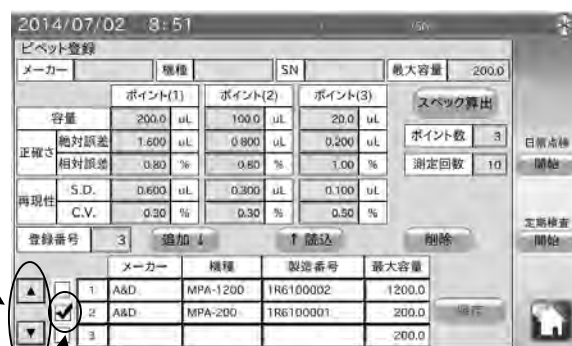 2014/07/02 8:51
ピペット登録
メーカー 機種 SN 最大容量 200.0
ポイント(1) ポイント(2) ポイント(3) スペック算出
容量 200.0 uL 100.0 uL 20.0 uL
正確さ 絶対誤差 1.600 uL 0.800 uL 0.200 uL ポイント数 3 日常点検
相対誤差 0.80 % 0.80 % 1.00 % 測定回数 10 開始
再現性 S.D. 0.600 uL 0.300 uL 0.100 uL
C.V. 0.30 % 0.30 % 0.50 % 定期検査
登録番号 3 追加 ↓ ↑ 読込 削除 開始
メーカー 機種 製造番号 最大容量
▲ 1 A&D MPA-1200 1R6100002 1200.0
2 A&D MPA-200 1R6100001 200.0 保存
▼ 3 200.0